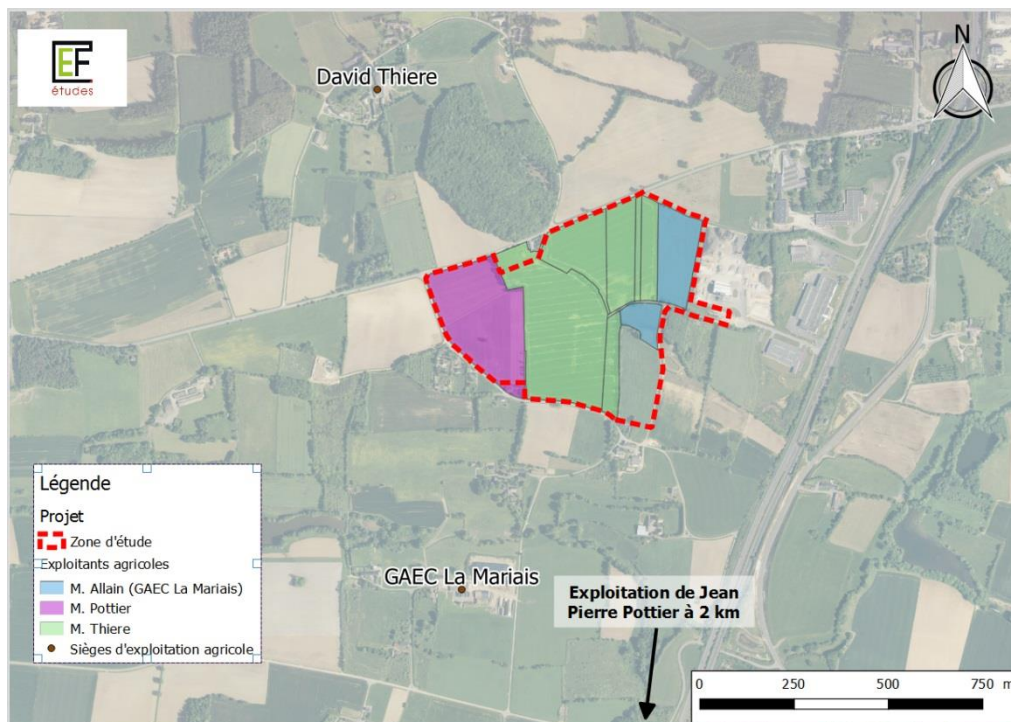 EF
études
N
David Thiere
GAEC La Mariais
Exploitation de Jean
Pierre Pottier à 2 km
Légende
Projet
Zone d'étude
Exploitants agricoles
M. Allain (GAEC La Mariais)
M. Pottier
M. Thiere
Sièges d'exploitation agricole
0 250 500 750 m